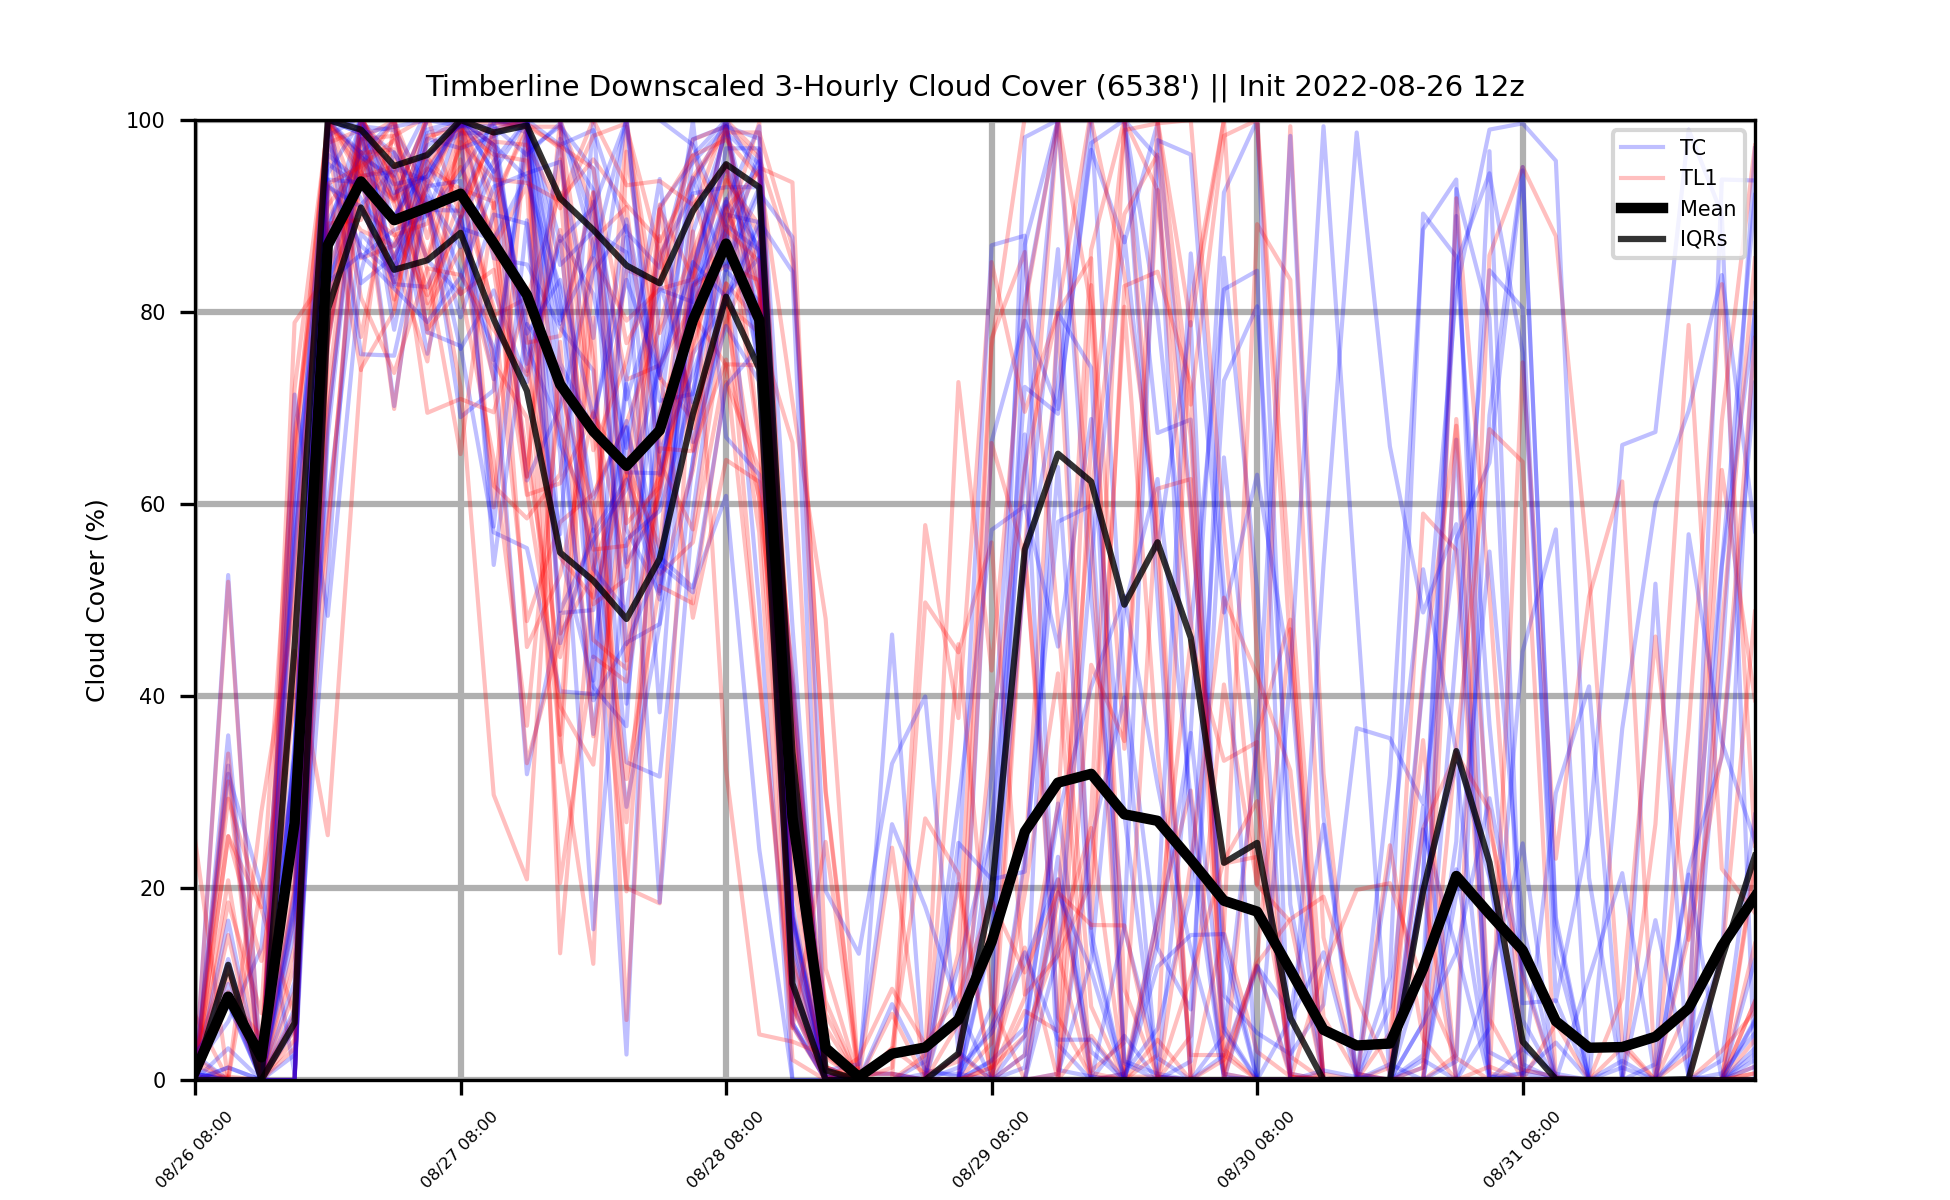 Timberline Downscaled 3-Hourly Cloud Cover (6538') || Init 2022-08-26 12z
Cloud Cover (%)
100
80
60
40
20
0
TC
TL1
Mean
IQRs
08/26 08:00
08/27 08:00
08/28 08:00
08/29 08:00
08/30 08:00
08/31 08:00